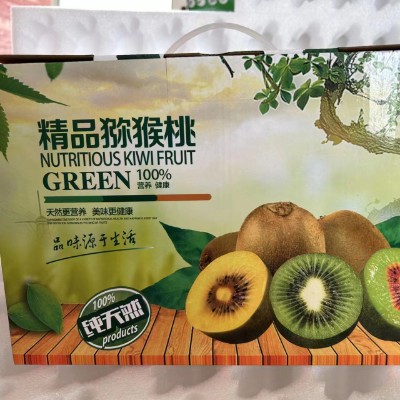 精品猕猴桃
NUTRITIOUS KIWI FRUIT
GREEN 100%
营养 健康
天然更营养 美味更健康
品味源于生活
100%
纯天然
products